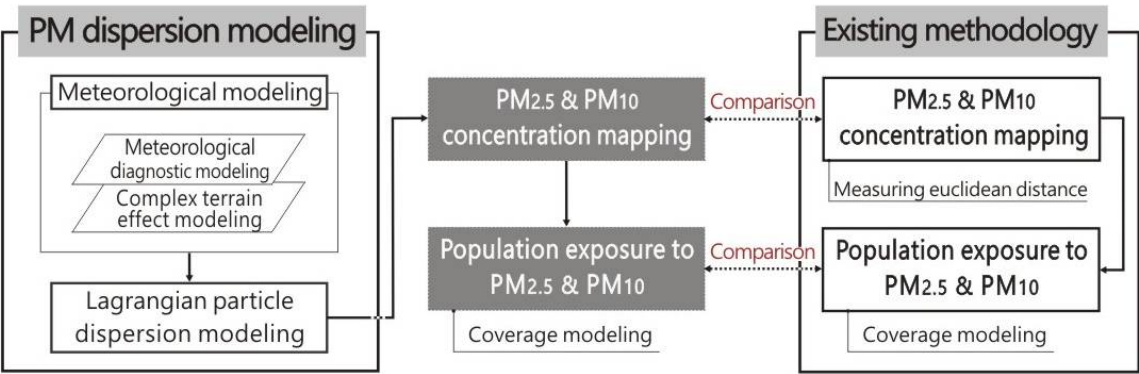 PM dispersion modeling
Meteorological modeling
Meteorological
diagnostic modeling
Complex terrain
effect modeling
Lagrangian particle
dispersion modeling
PM2.5 & PM10
concentration mapping
Population exposure to
PM2.5 & PM10
Coverage modeling
Comparison
Comparison
Existing methodology
PM2.5 & PM10
concentration mapping
Measuring euclidean distance
Population exposure to
PM2.5 & PM10
Coverage modeling